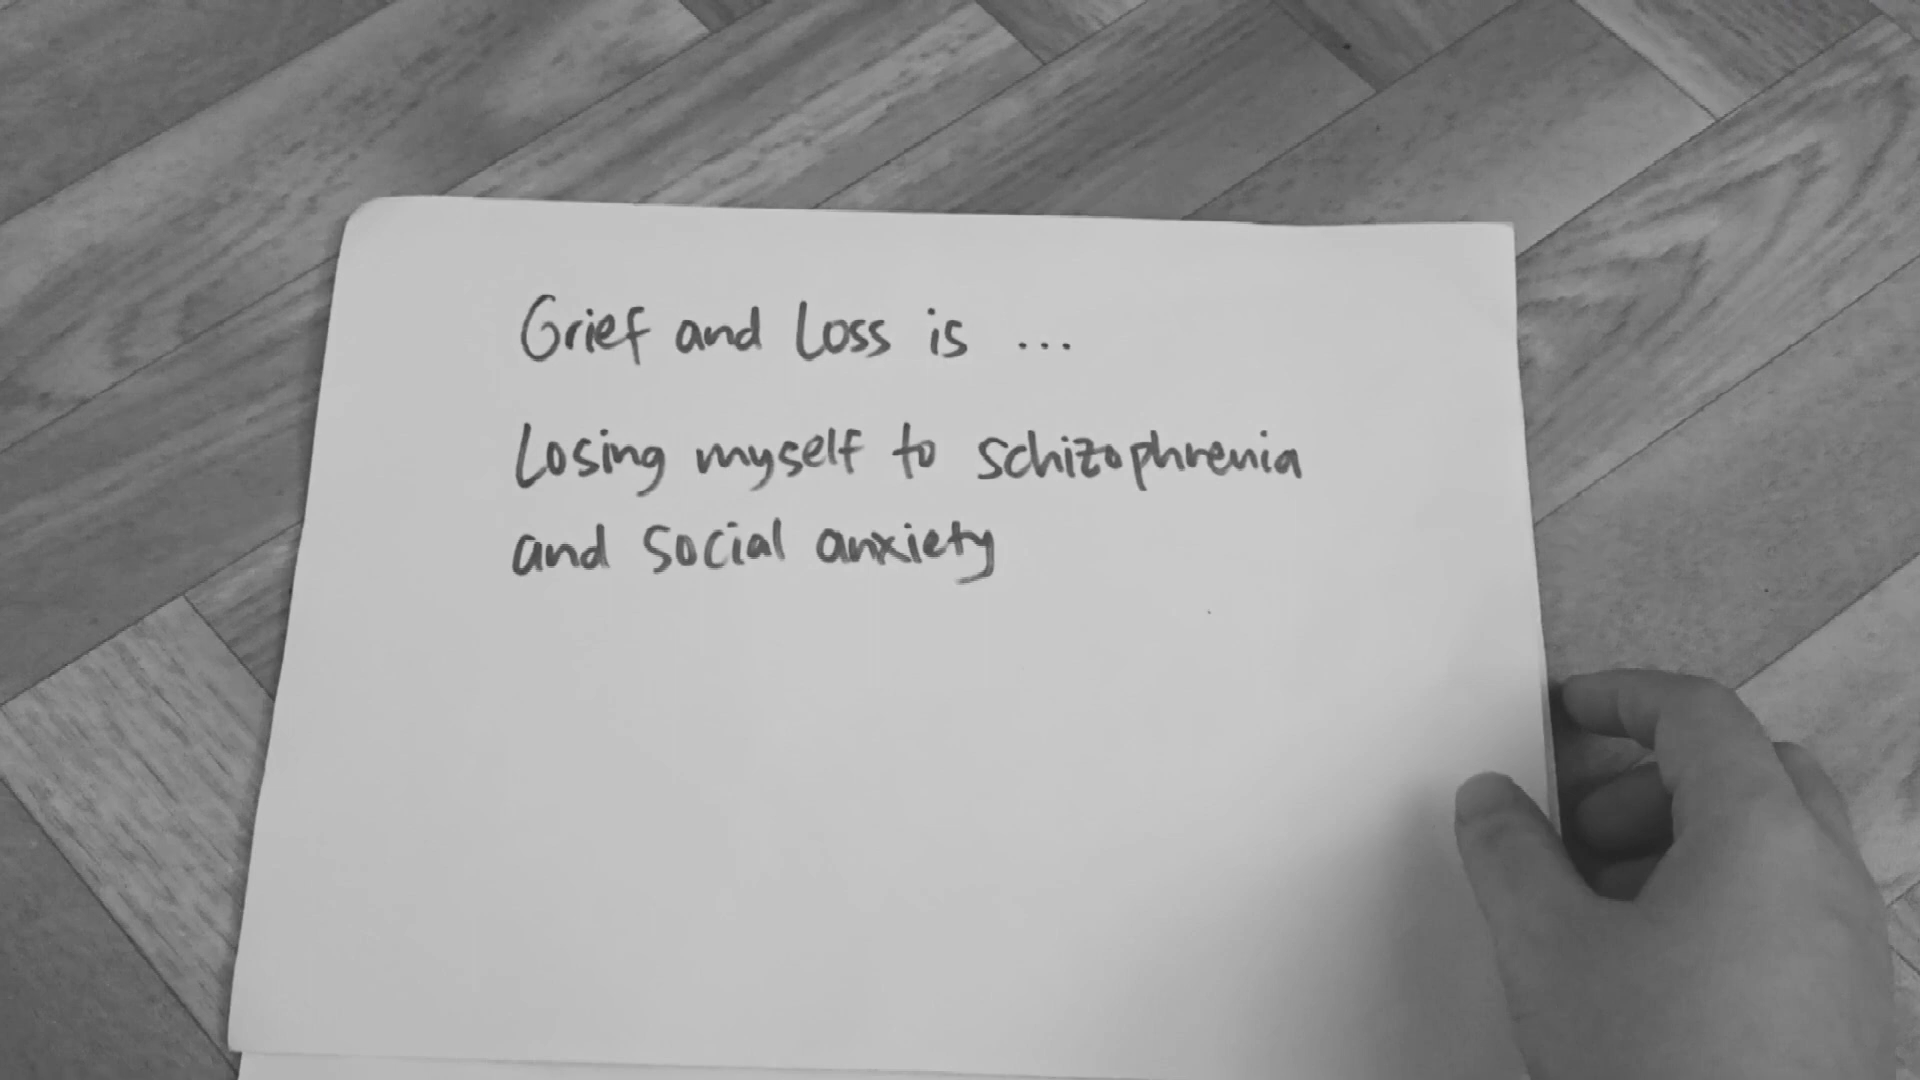 Grief and Loss is ...
Losing myself to schizophrenia
and social anxiety